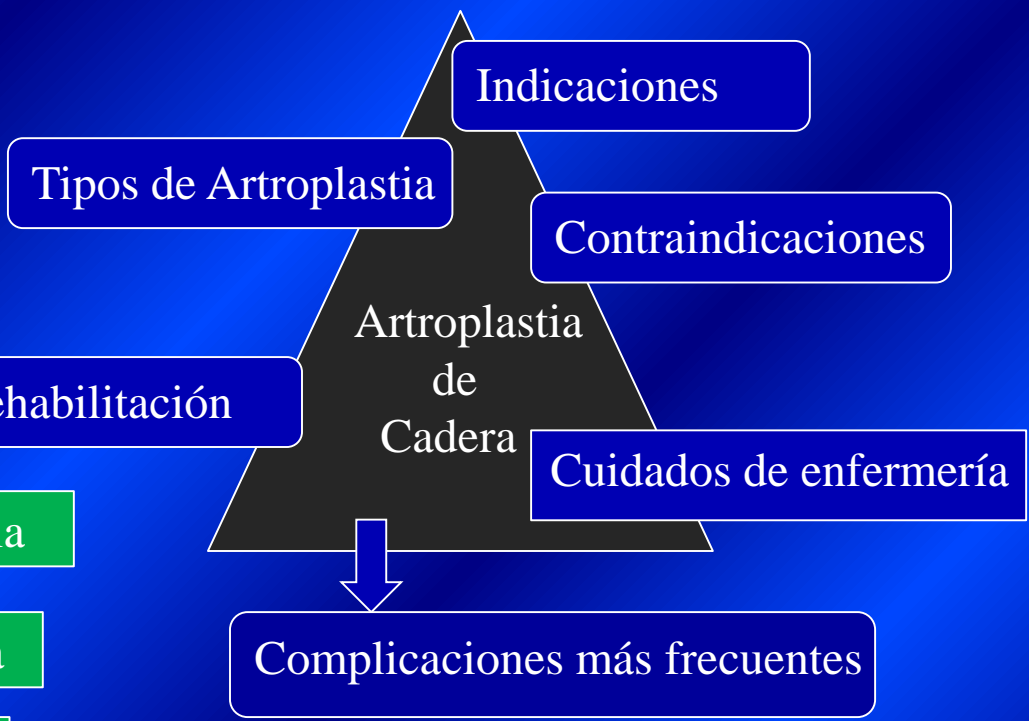 Indicaciones
Tipos de Artroplastia
Contraindicaciones
Artroplastia
de
Cadera
ehabilitación
Cuidados de enfermería
Complicaciones más frecuentes